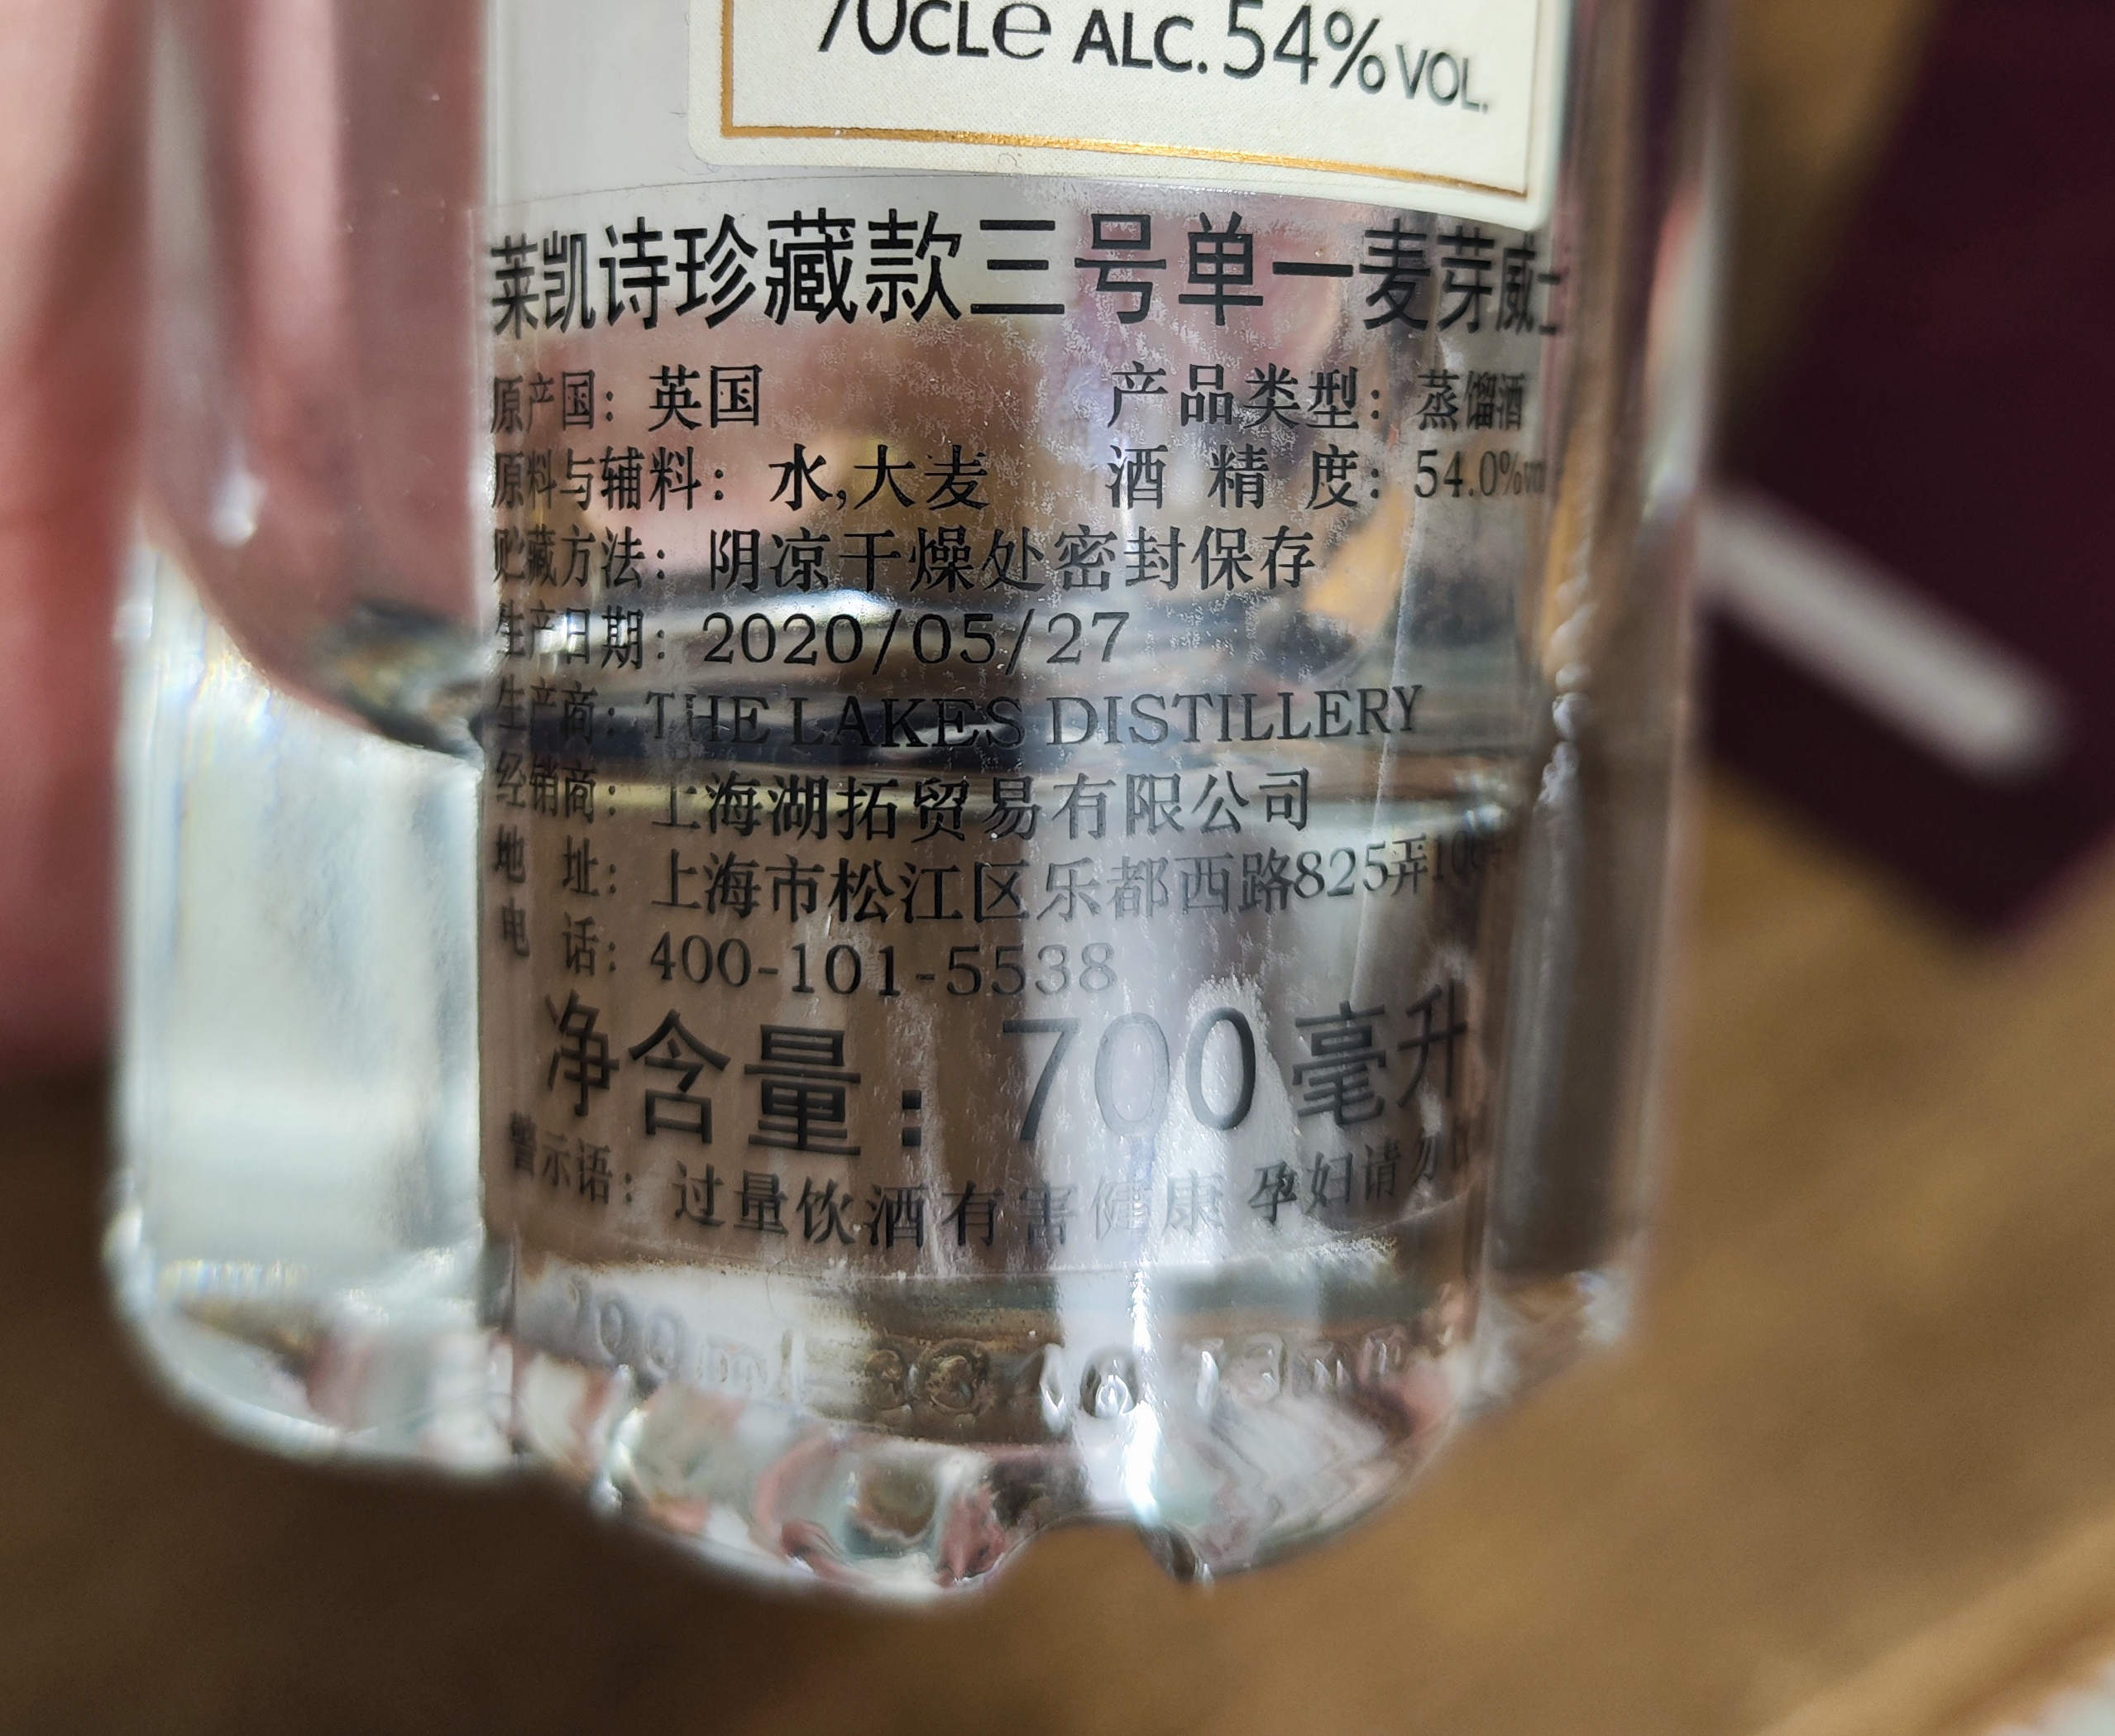 70CLe ALC. 54% VOL.
莱凯诗珍藏款三号单一麦芽威士
原产国：英国 产品类型：蒸馏酒
原料与辅料：水,大麦 酒精度：54.0%vol
贮藏方法：阴凉干燥处密封保存
生产日期：2020/05/27
生产商：THE LAKES DISTILLERY
经销商：上海湖拓贸易有限公司
地址：上海市松江区乐都西路825弄
电话：400-101-5538
净含量：700毫升
警示语：过量饮酒有害健康 孕妇请勿